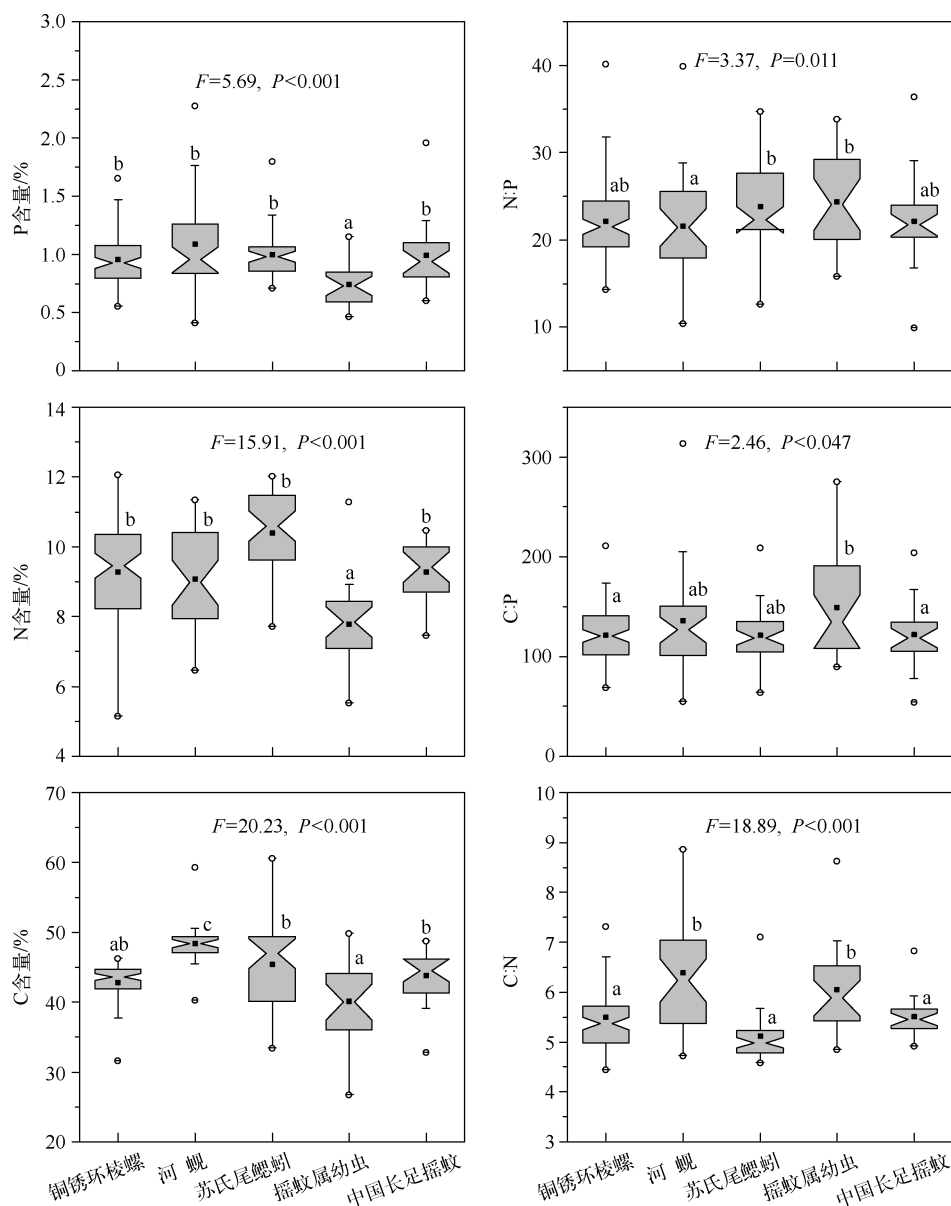 3.0
2.5
2.0
1.5
1.0
0.5
0
P含量/%
F=5.69, P<0.001
b
b
b
a
b
40
30
20
10
N:P
F=3.37, P=0.011
ab
a
b
b
ab
14
12
10
8
6
4
N含量/%
F=15.91, P<0.001
b
b
b
a
b
300
200
100
0
C:P
F=2.46, P<0.047
a
ab
ab
b
a
70
60
50
40
30
20
C含量/%
F=20.23, P<0.001
ab
c
b
a
b
铜锈环棱螺
河 蚬
苏氏尾鳃蚓
摇蚊属幼虫
中国长足摇蚊
10
9
8
7
6
5
4
3
C:N
F=18.89, P<0.001
a
b
a
b
a
铜锈环棱螺
河 蚬
苏氏尾鳃蚓
摇蚊属幼虫
中国长足摇蚊